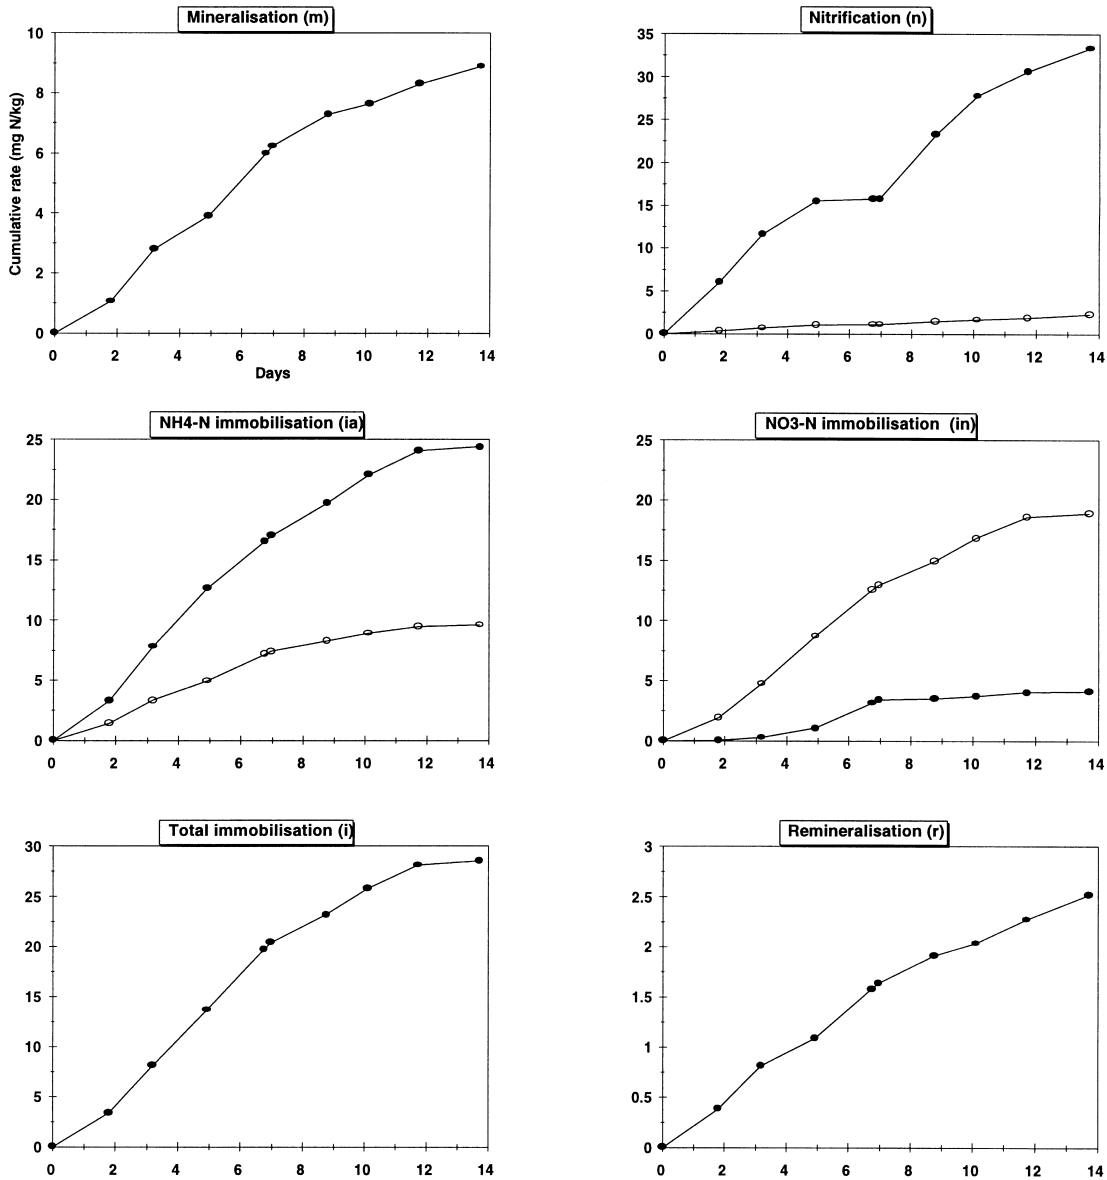 Mineralisation (m)
10
8
6
4
2
0
Cumulative rate (mg N/kg)
0 2 4 6 8 10 12 14
Days
Nitrification (n)
35
30
25
20
15
10
5
0
0 2 4 6 8 10 12 14
NH4-N immobilisation (ia)
25
20
15
10
5
0
0 2 4 6 8 10 12 14
NO3-N immobilisation (in)
25
20
15
10
5
0
0 2 4 6 8 10 12 14
Total immobilisation (i)
30
25
20
15
10
5
0
0 2 4 6 8 10 12 14
Remineralisation (r)
3
2.5
2
1.5
1
0.5
0
0 2 4 6 8 10 12 14